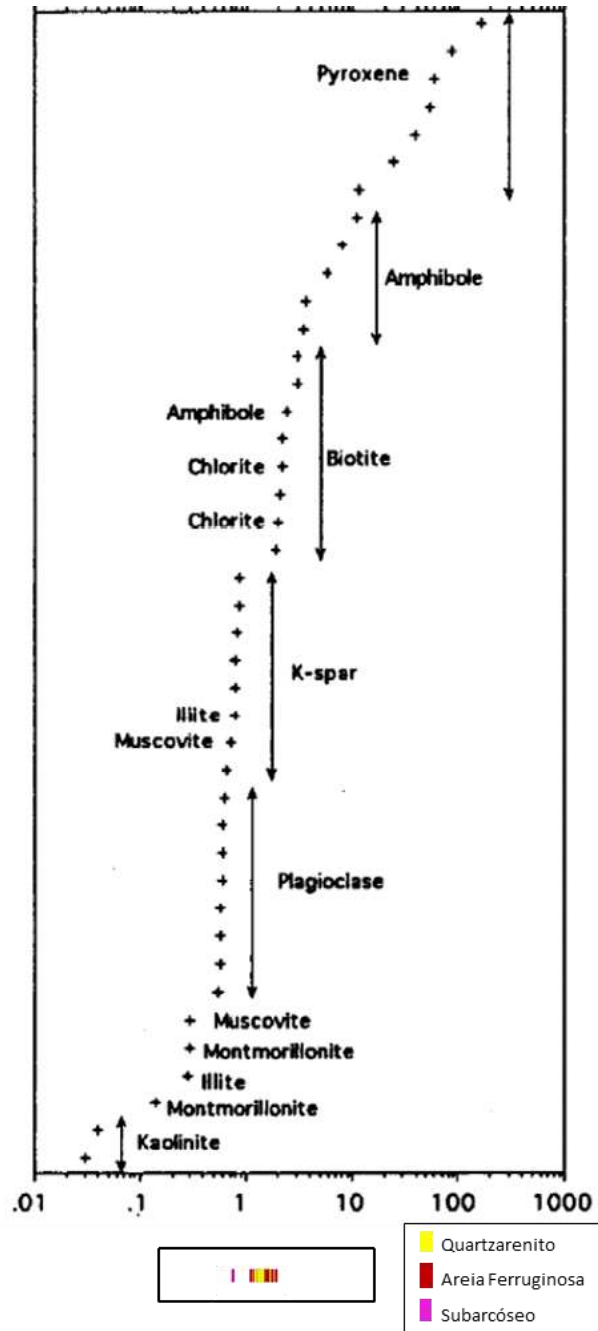 Pyroxene
Amphibole
Amphibole
Biotite
Chlorite
Chlorite
K-spar
Illite
Muscovite
Plagioclase
Muscovite
Montmorillonite
Illite
Montmorillonite
Kaolinite
.01 .1 1 10 100 1000
Quartzarenito
Areia Ferruginosa
Subarcóseo